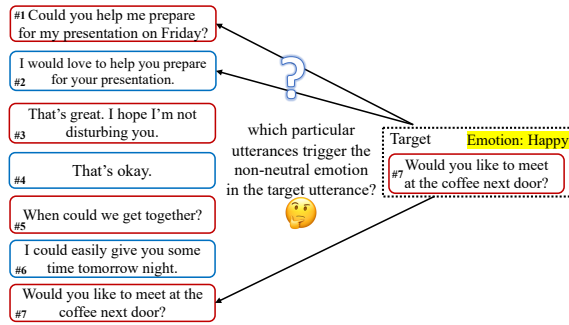 #1 Could you help me prepare
for my presentation on Friday?
I would love to help you prepare
for your presentation.
#2
That's great. I hope I'm not
disturbing you.
#3
That's okay.
#4
When could we get together?
#5
I could easily give you some
time tomorrow night.
#6
Would you like to meet at the
coffee next door?
#7
?
which particular
utterances trigger the
non-neutral emotion
in the target utterance?
Target Emotion: Happy
#7 Would you like to meet
at the coffee next door?